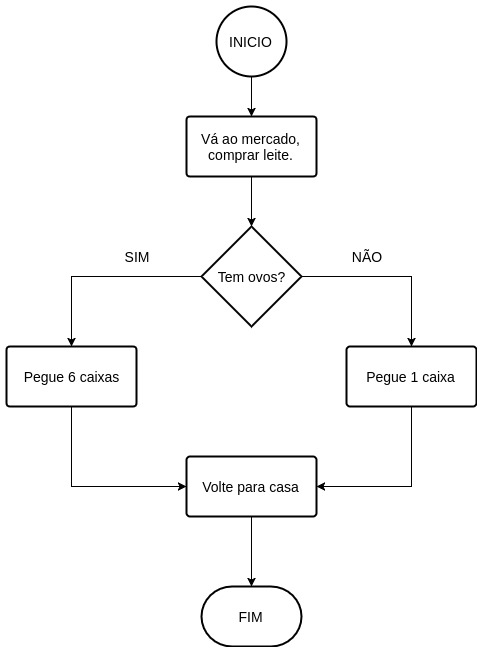 INICIO
Vá ao mercado,
comprar leite.
Tem ovos?
SIM
NÃO
Pegue 6 caixas
Pegue 1 caixa
Volte para casa
FIM